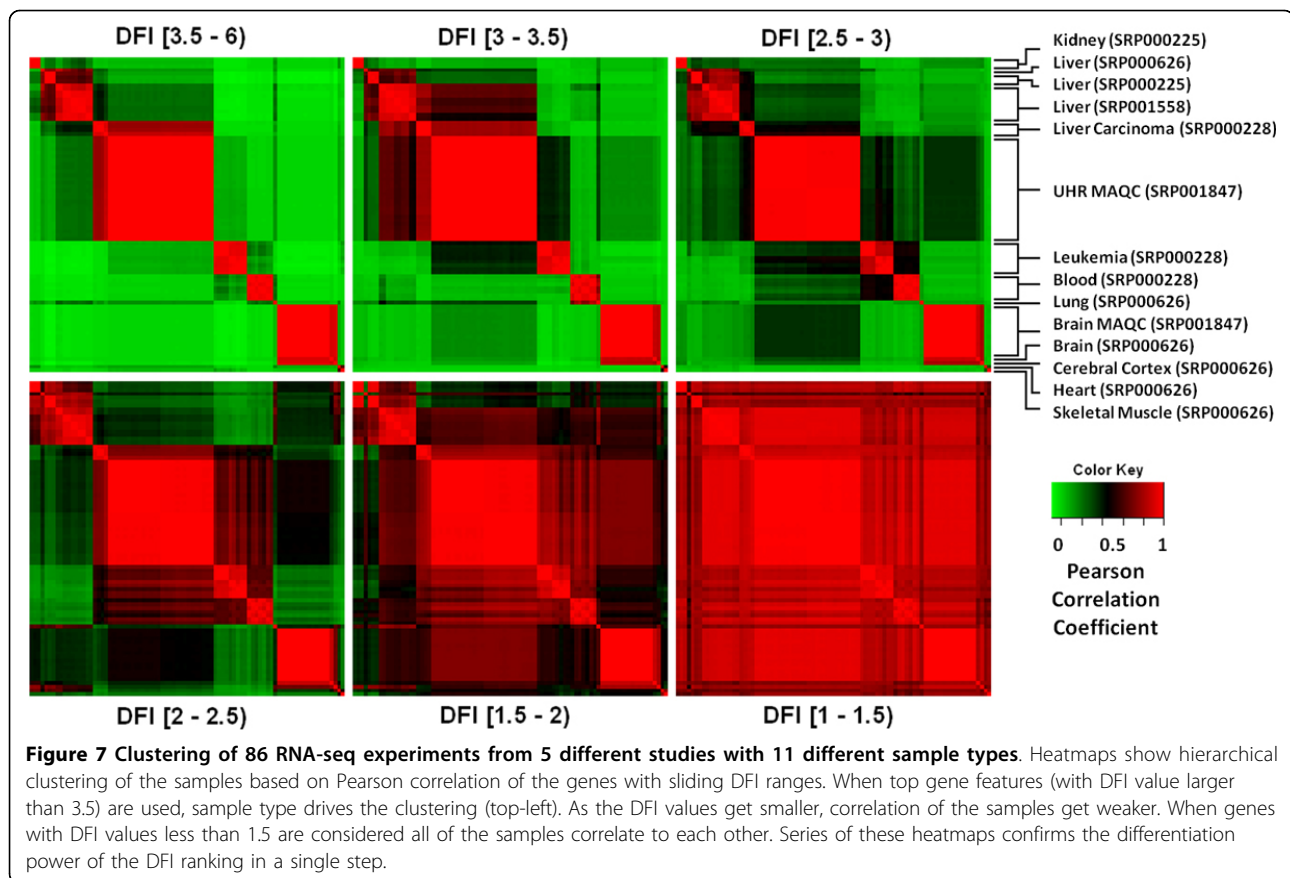 DFI [3.5 - 6)
DFI [3 - 3.5)
DFI [2.5 - 3)
Kidney (SRP000225)
Liver (SRP000626)
Liver (SRP000225)
Liver (SRP001558)
Liver Carcinoma (SRP000228)
UHR MAQC (SRP001847)
Leukemia (SRP000228)
Blood (SRP000228)
Lung (SRP000626)
Brain MAQC (SRP001847)
Brain (SRP000626)
Cerebral Cortex (SRP000626)
Heart (SRP000626)
Skeletal Muscle (SRP000626)
Color Key
0 0.5 1
Pearson
Correlation
Coefficient
DFI [2 - 2.5)
DFI [1.5 - 2)
DFI [1 - 1.5)
Figure 7 Clustering of 86 RNA-seq experiments from 5 different studies with 11 different sample types. Heatmaps show hierarchical
clustering of the samples based on Pearson correlation of the genes with sliding DFI ranges. When top gene features (with DFI value larger
than 3.5) are used, sample type drives the clustering (top-left). As the DFI values get smaller, correlation of the samples get weaker. When genes
with DFI values less than 1.5 are considered all of the samples correlate to each other. Series of these heatmaps confirms the differentiation
power of the DFI ranking in a single step.